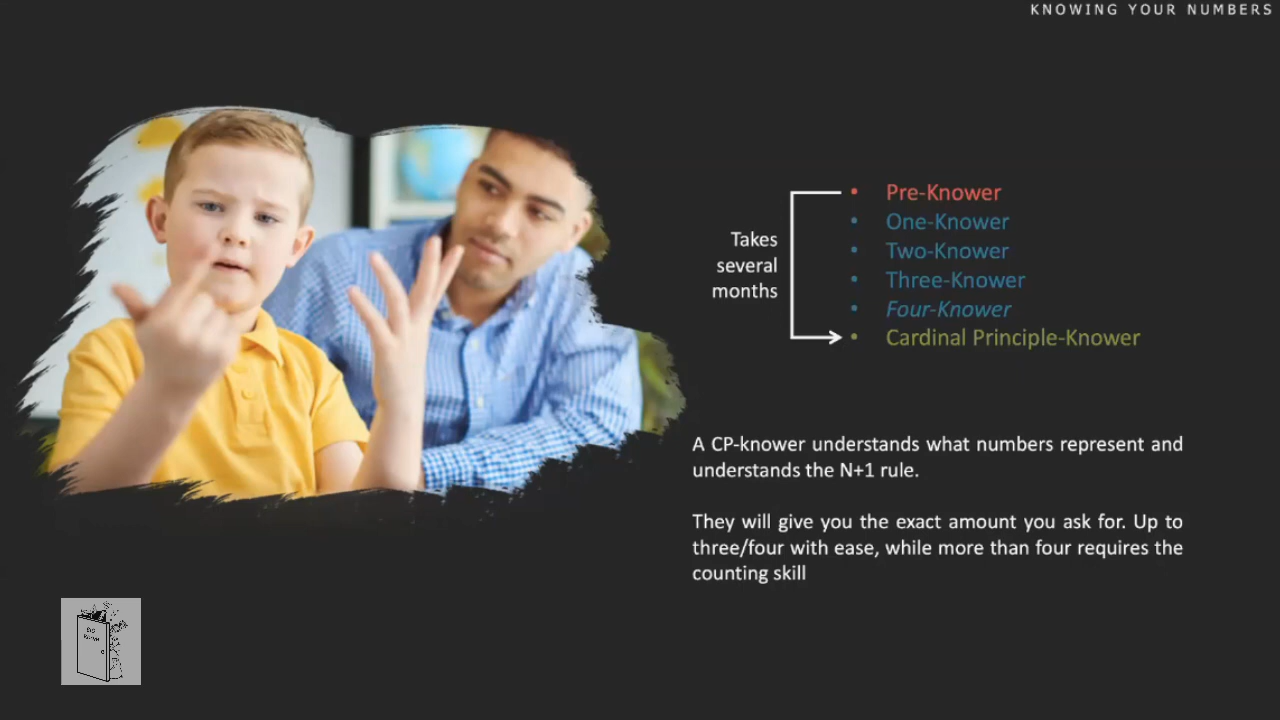 KNOWING YOUR NUMBERS
Takes
several
months
• Pre-Knower
• One-Knower
• Two-Knower
• Three-Knower
• Four-Knower
• Cardinal Principle-Knower
A CP-knower understands what numbers represent and
understands the N+1 rule.
They will give you the exact amount you ask for. Up to
three/four with ease, while more than four requires the
counting skill